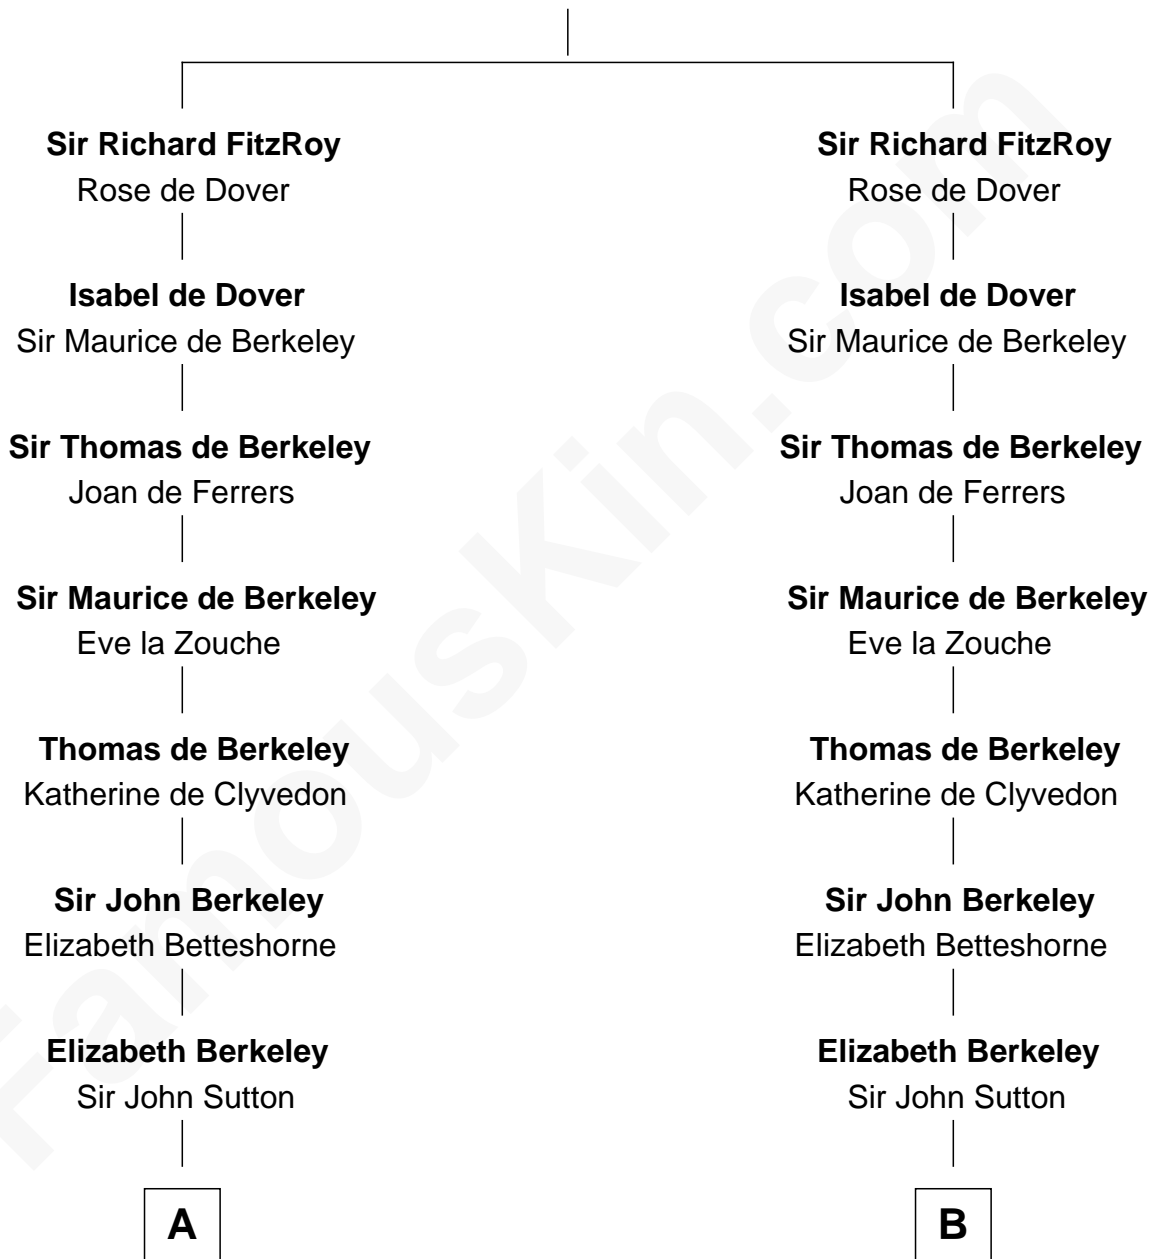 Sir Richard FitzRoy
Rose de Dover
Isabel de Dover
Sir Maurice de Berkeley
Sir Thomas de Berkeley
Joan de Ferrers
Sir Maurice de Berkeley
Eve la Zouche
Thomas de Berkeley
Katherine de Clyvedon
Sir John Berkeley
Elizabeth Betteshorne
Elizabeth Berkeley
Sir John Sutton
A
Sir Richard FitzRoy
Rose de Dover
Isabel de Dover
Sir Maurice de Berkeley
Sir Thomas de Berkeley
Joan de Ferrers
Sir Maurice de Berkeley
Eve la Zouche
Thomas de Berkeley
Katherine de Clyvedon
Sir John Berkeley
Elizabeth Betteshorne
Elizabeth Berkeley
Sir John Sutton
B
FamousKin.com